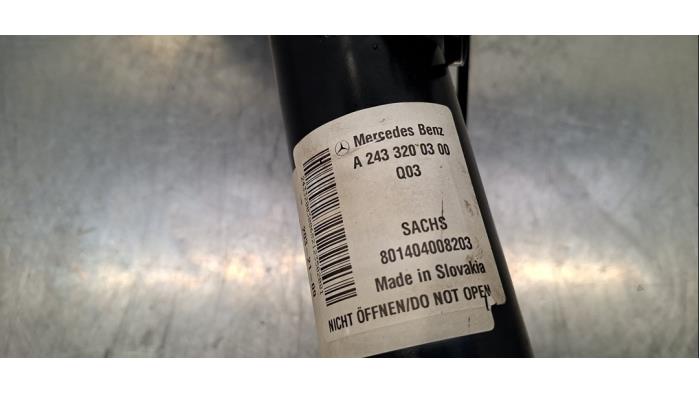 Mercedes Benz
A 243 320 03 00
Q03
SACHS
801404008203
Made in Slovakia
NICHT ÖFFNEN/DO NOT OPEN